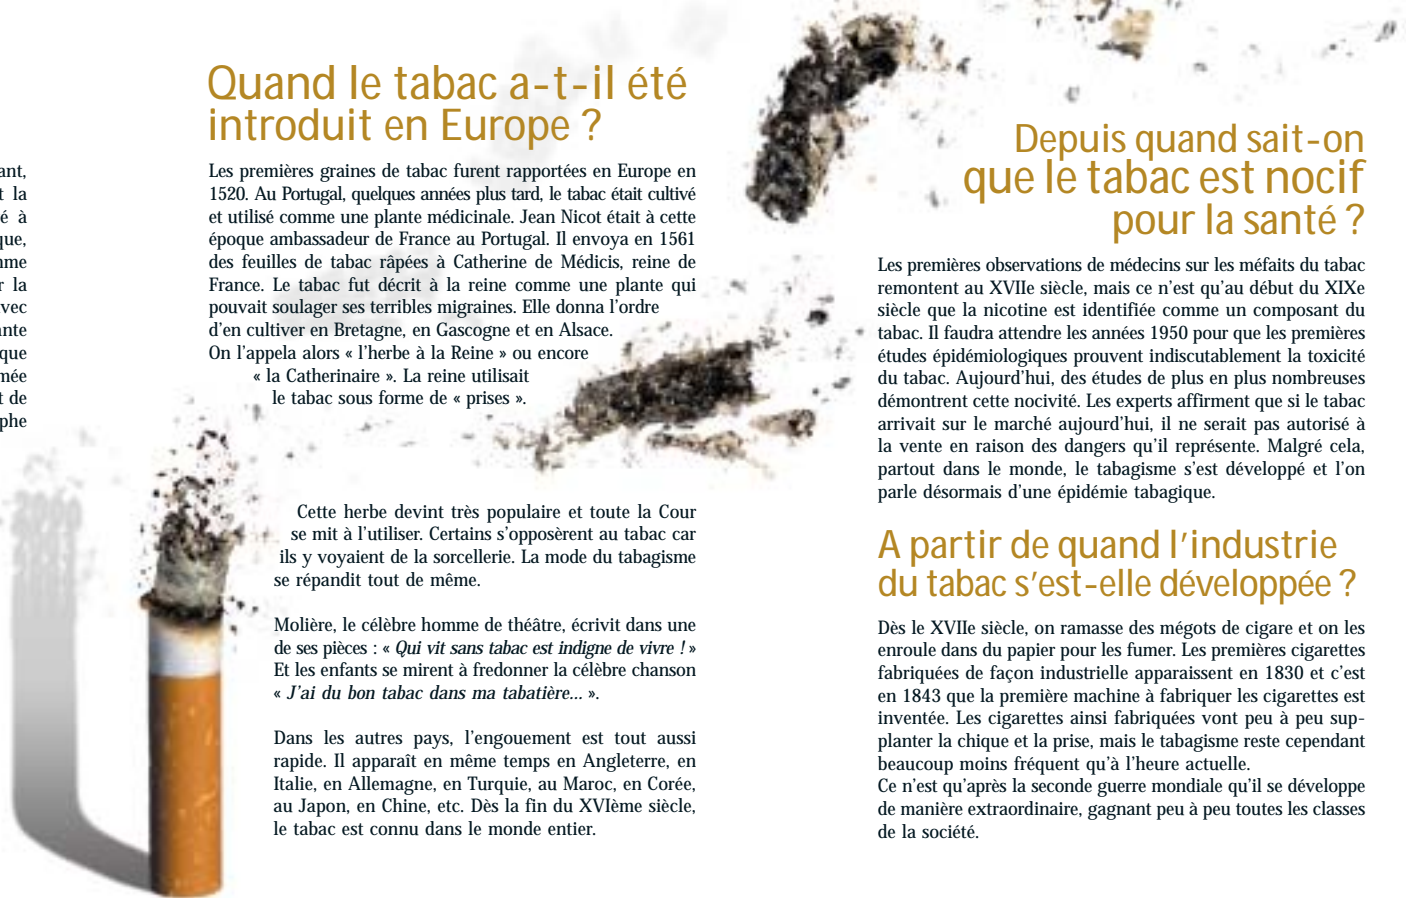 ant,
t la
é à
que,
mme
r la
vec
ante
que
mée
t de
phe
Quand le tabac a-t-il été
introduit en Europe ?
Les premières graines de tabac furent rapportées en Europe en
1520. Au Portugal, quelques années plus tard, le tabac était cultivé
et utilisé comme une plante médicinale. Jean Nicot était à cette
époque ambassadeur de France au Portugal. Il envoya en 1561
des feuilles de tabac râpées à Catherine de Médicis, reine de
France. Le tabac fut décrit à la reine comme une plante qui
pouvait soulager ses terribles migraines. Elle donna l'ordre
d'en cultiver en Bretagne, en Gascogne et en Alsace.
On l'appela alors « l'herbe à la Reine » ou encore
« la Catherinaire ». La reine utilisait
le tabac sous forme de « prises ».
Cette herbe devint très populaire et toute la Cour
se mit à l'utiliser. Certains s'opposèrent au tabac car
ils y voyaient de la sorcellerie. La mode du tabagisme
se répandit tout de même.
Molière, le célèbre homme de théâtre, écrivit dans une
de ses pièces : « Qui vit sans tabac est indigne de vivre ! »
Et les enfants se mirent à fredonner la célèbre chanson
« J'ai du bon tabac dans ma tabatière... ».
Dans les autres pays, l'engouement est tout aussi
rapide. Il apparaît en même temps en Angleterre, en
Italie, en Allemagne, en Turquie, au Maroc, en Corée,
au Japon, en Chine, etc. Dès la fin du XVIème siècle,
le tabac est connu dans le monde entier.
Depuis quand sait-on
que le tabac est nocif
pour la santé ?
Les premières observations de médecins sur les méfaits du tabac
remontent au XVIIe siècle, mais ce n'est qu'au début du XIXe
siècle que la nicotine est identifiée comme un composant du
tabac. Il faudra attendre les années 1950 pour que les premières
études épidémiologiques prouvent indiscutablement la toxicité
du tabac. Aujourd'hui, des études de plus en plus nombreuses
démontrent cette nocivité. Les experts affirment que si le tabac
arrivait sur le marché aujourd'hui, il ne serait pas autorisé à
la vente en raison des dangers qu'il représente. Malgré cela,
partout dans le monde, le tabagisme s'est développé et l'on
parle désormais d'une épidémie tabagique.
A partir de quand l'industrie
du tabac s'est-elle développée ?
Dès le XVIIe siècle, on ramasse des mégots de cigare et on les
enroule dans du papier pour les fumer. Les premières cigarettes
fabriquées de façon industrielle apparaissent en 1830 et c'est
en 1843 que la première machine à fabriquer les cigarettes est
inventée. Les cigarettes ainsi fabriquées vont peu à peu sup-
planter la chique et la prise, mais le tabagisme reste cependant
beaucoup moins fréquent qu'à l'heure actuelle.
Ce n'est qu'après la seconde guerre mondiale qu'il se développe
de manière extraordinaire, gagnant peu à peu toutes les classes
de la société.